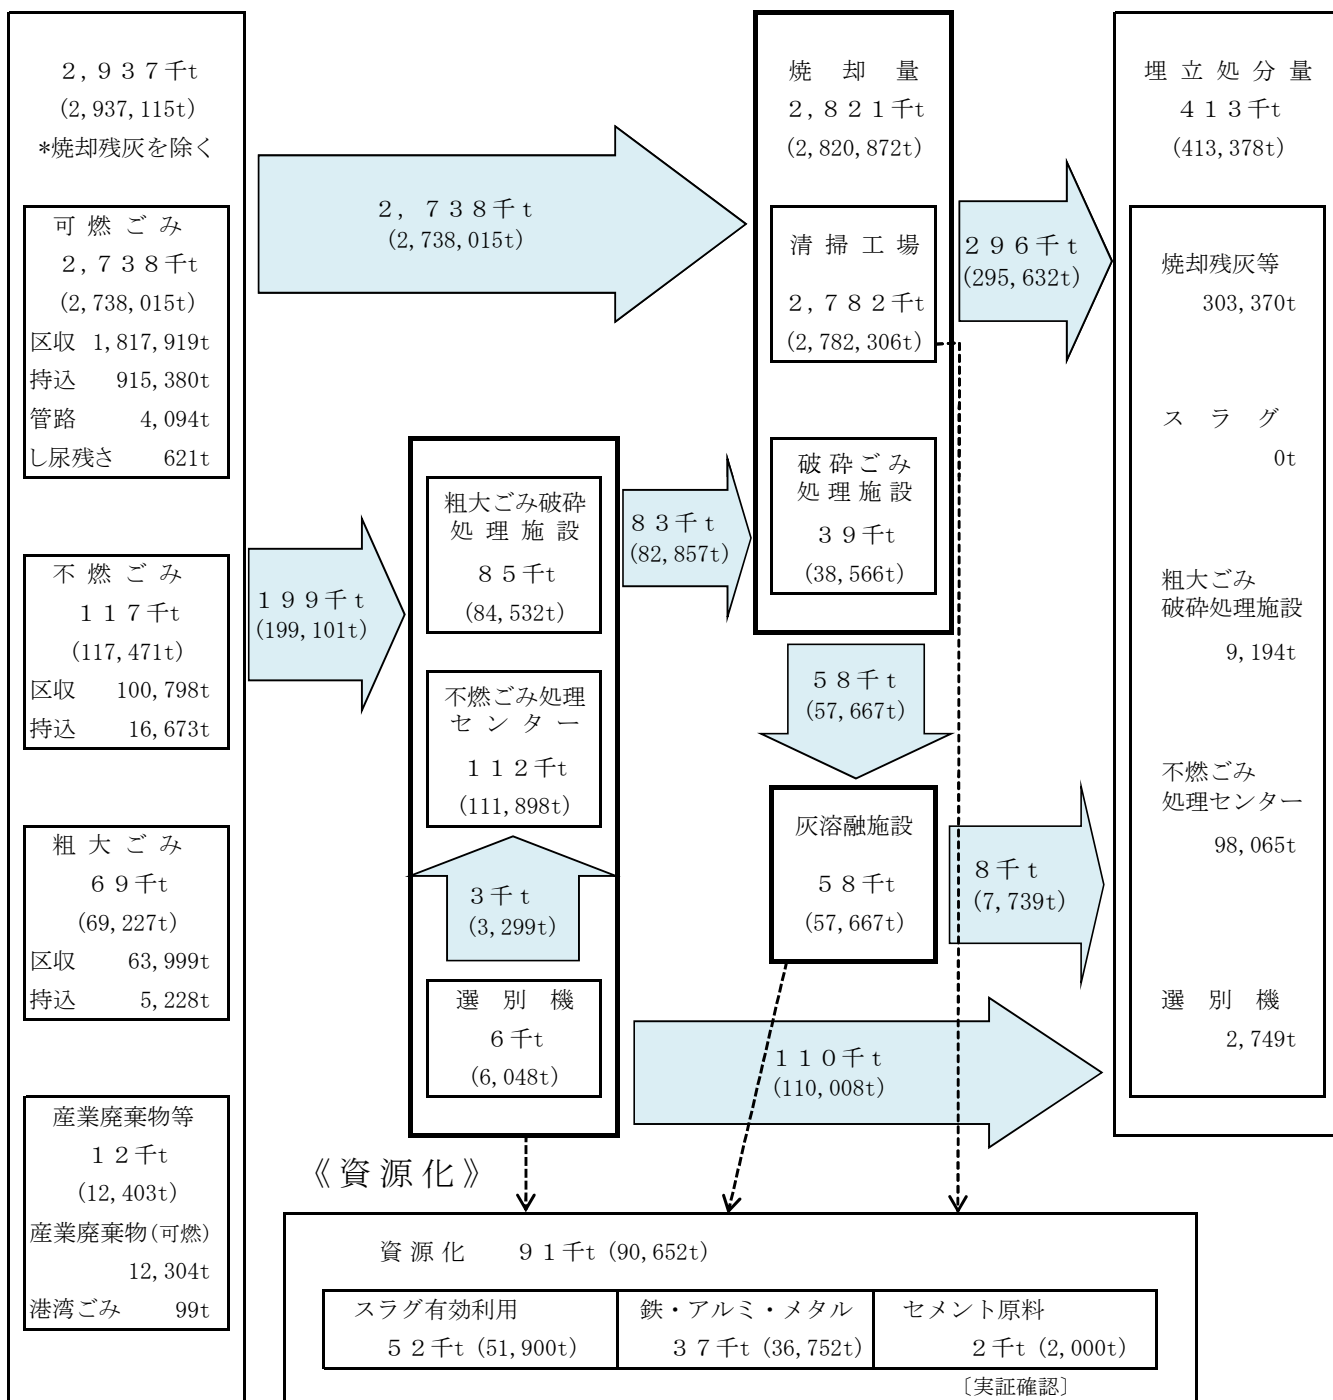 2,937千t
(2,937,115t)
*焼却残灰を除く
可燃ごみ
2,738千t
(2,738,015t)
区収 1,817,919t
持込 915,380t
管路 4,094t
し尿残さ 621t
不燃ごみ
117千t
(117,471t)
区収 100,798t
持込 16,673t
粗大ごみ
69千t
(69,227t)
区収 63,999t
持込 5,228t
産業廃棄物等
12千t
(12,403t)
産業廃棄物(可燃)
12,304t
港湾ごみ 99t
2,738千t
(2,738,015t)
199千t
(199,101t)
粗大ごみ破砕
処理施設
85千t
(84,532t)
不燃ごみ処理
センター
112千t
(111,898t)
3千t
(3,299t)
選別機
6千t
(6,048t)
83千t
(82,857t)
焼却量
2,821千t
(2,820,872t)
清掃工場
2,782千t
(2,782,306t)
破砕ごみ
処理施設
39千t
(38,566t)
58千t
(57,667t)
灰溶融施設
58千t
(57,667t)
296千t
(295,632t)
8千t
(7,739t)
110千t
(110,008t)
埋立処分量
413千t
(413,378t)
焼却残灰等
303,370t
スラグ
0t
粗大ごみ
破砕処理施設
9,194t
不燃ごみ
処理センター
98,065t
選別機
2,749t
《資源化》
資源化 91千t (90,652t)
スラグ有効利用
52千t (51,900t)
鉄・アルミ・メタル
37千t (36,752t)
セメント原料
2千t (2,000t)
〔実証確認〕